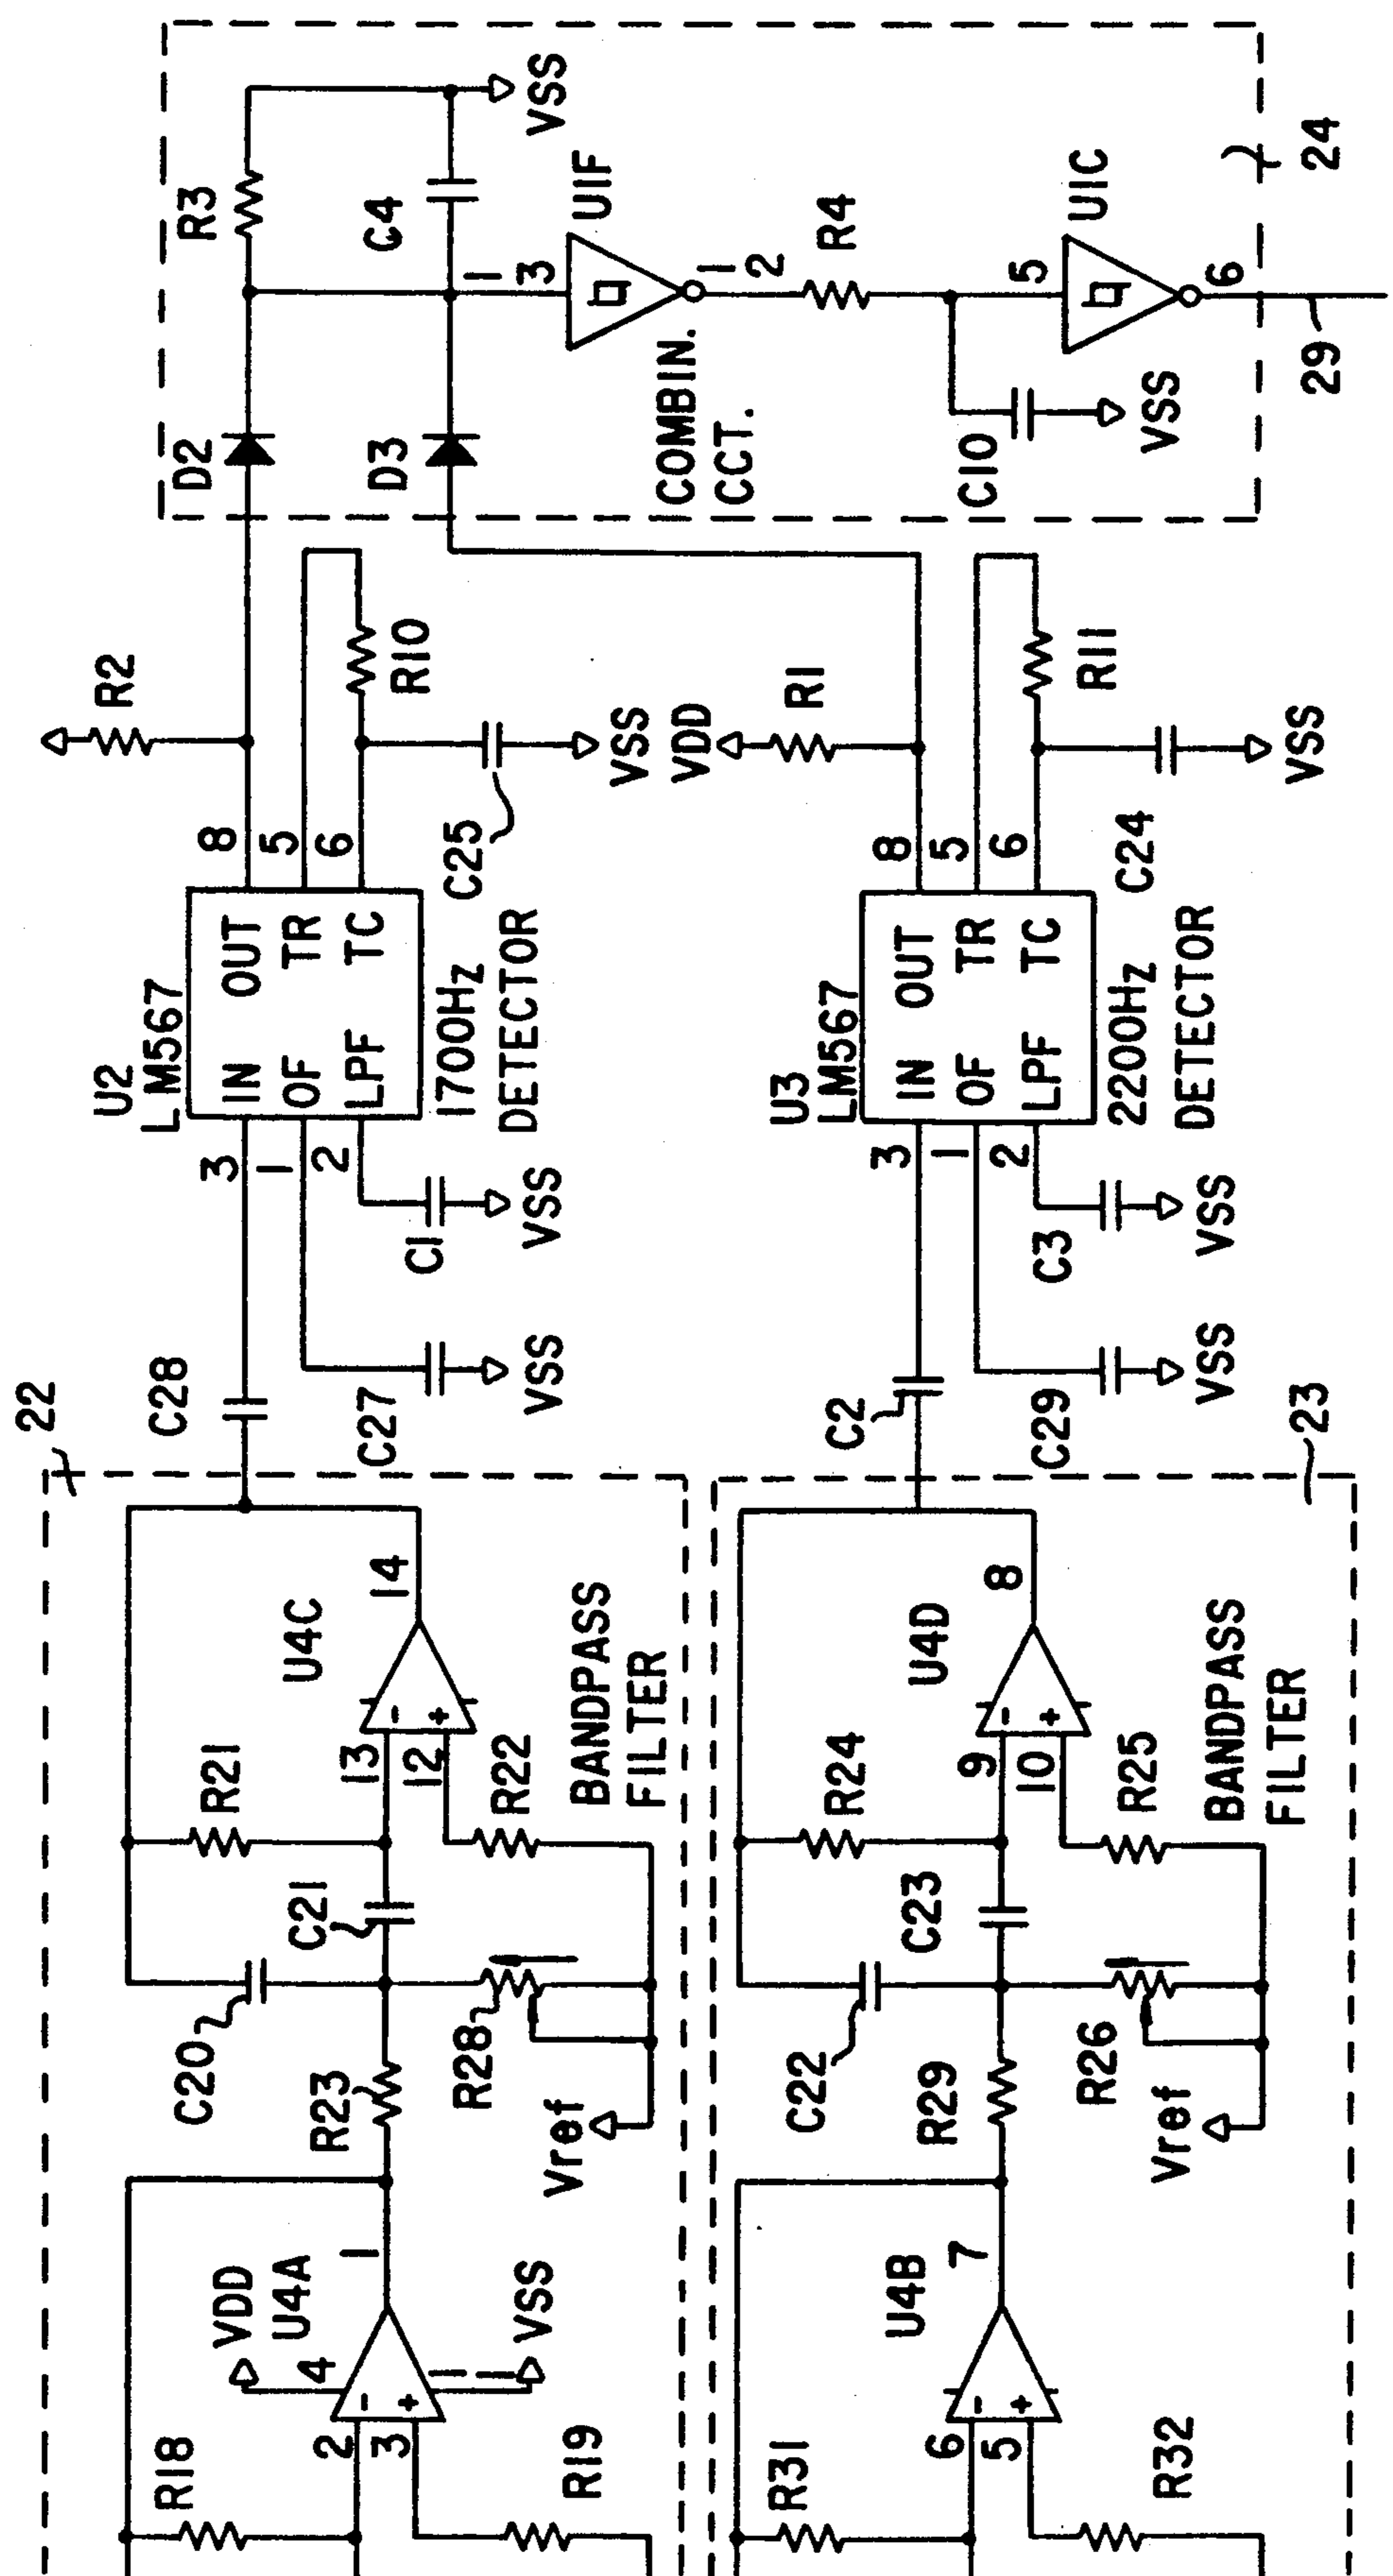 R3
VSS
C4
U1F
13
12
R4
U1C
5
6
24
29
D2
D3
COMBIN.
CCT.
C10
VSS
R2
R10
VSS
VDD
R1
R11
VSS
8
5
6
C25
8
5
6
C24
U2
LM567
IN OUT
OF TR
LPF TC
1700Hz
DETECTOR
U3
LM567
IN OUT
OF TR
LPF TC
2200Hz
DETECTOR
3
1
2
C1
VSS
3
1
2
C3
VSS
22
C28
C27
VSS
C2
C29
VSS
23
14
U4C
BANDPASS
FILTER
8
U4D
BANDPASS
FILTER
R21
13
12
-
+
R22
R24
9
10
-
+
R25
C21
C20
R23
R28
Vref
C23
C22
R29
R26
Vref
VDD
U4A
1
4
11
VSS
-
+
U4B
7
-
+
R18
2
3
R19
R31
6
5
R32